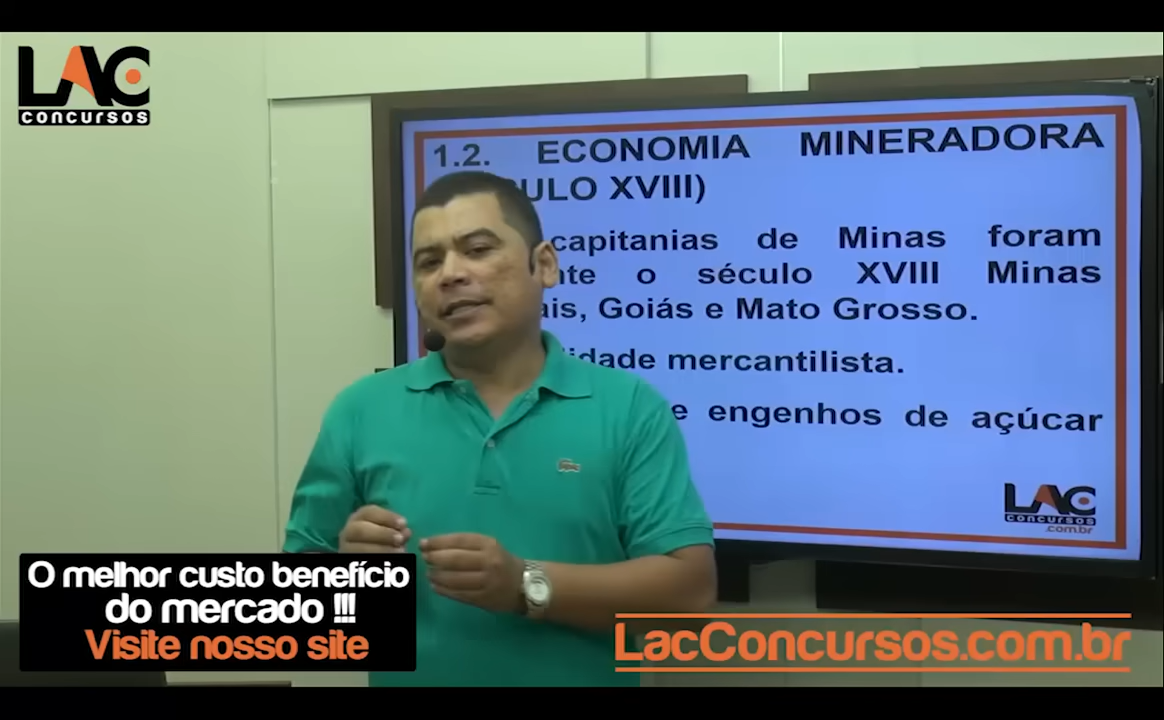 LAC
concursos
1.2. ECONOMIA MINERADORA
ULO XVIII)
capitanias de Minas foram
nte o século XVIII Minas
ais, Goiás e Mato Grosso.
idade mercantilista.
e engenhos de açúcar
LAC
concursos
.com.br
O melhor custo benefício
do mercado !!!
Visite nosso site
LacConcursos.com.br